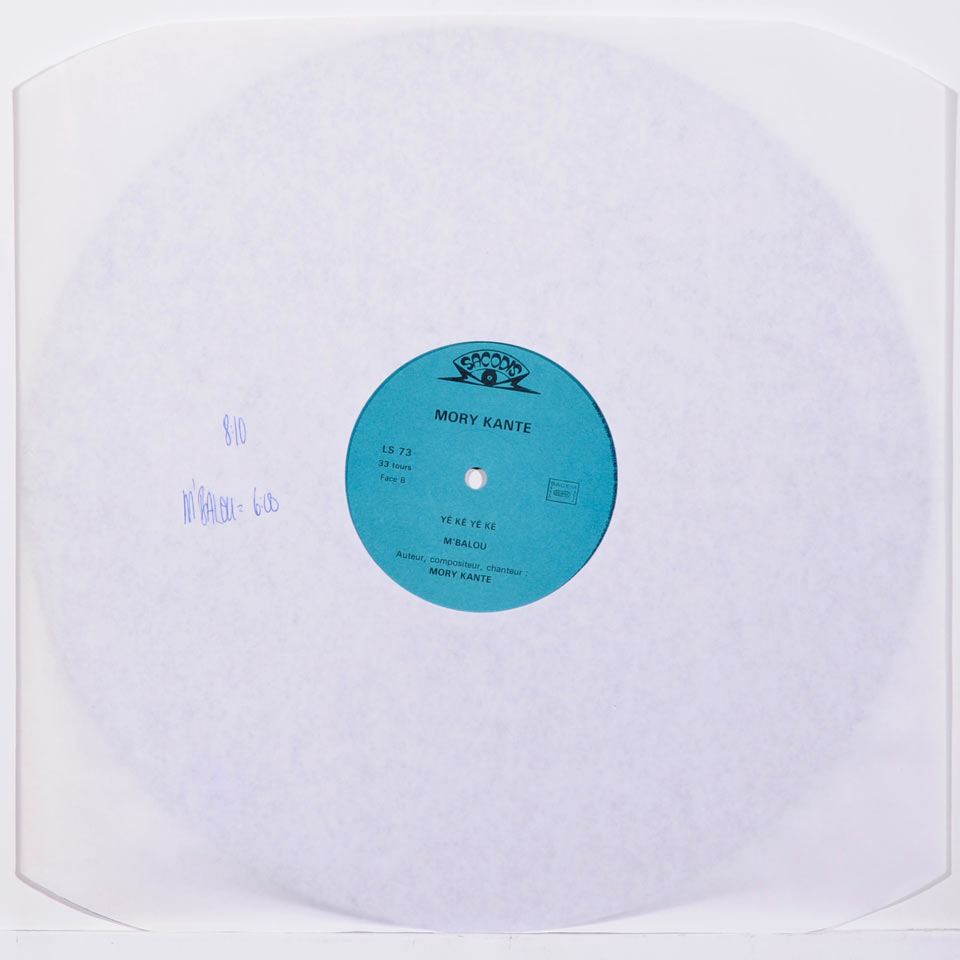 SACODIS
MORY KANTE
LS 73
33 tours
Face B
SACEM
YÉ KÉ YÉ KÉ
M'BALOU
Auteur, compositeur, chanteur :
MORY KANTE
8:10
M'BALOU = 6:00